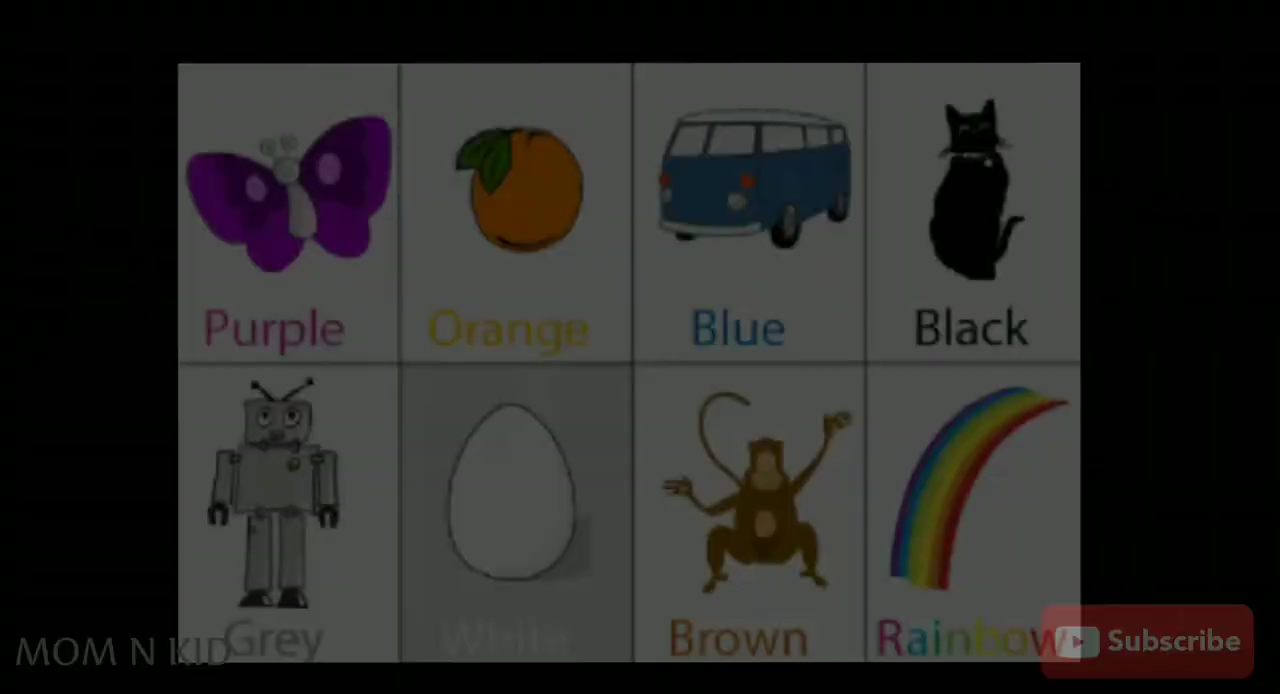 Purple
Orange
Blue
Black
Grey
White
Brown
Rainbow
MOM N KID
Subscribe